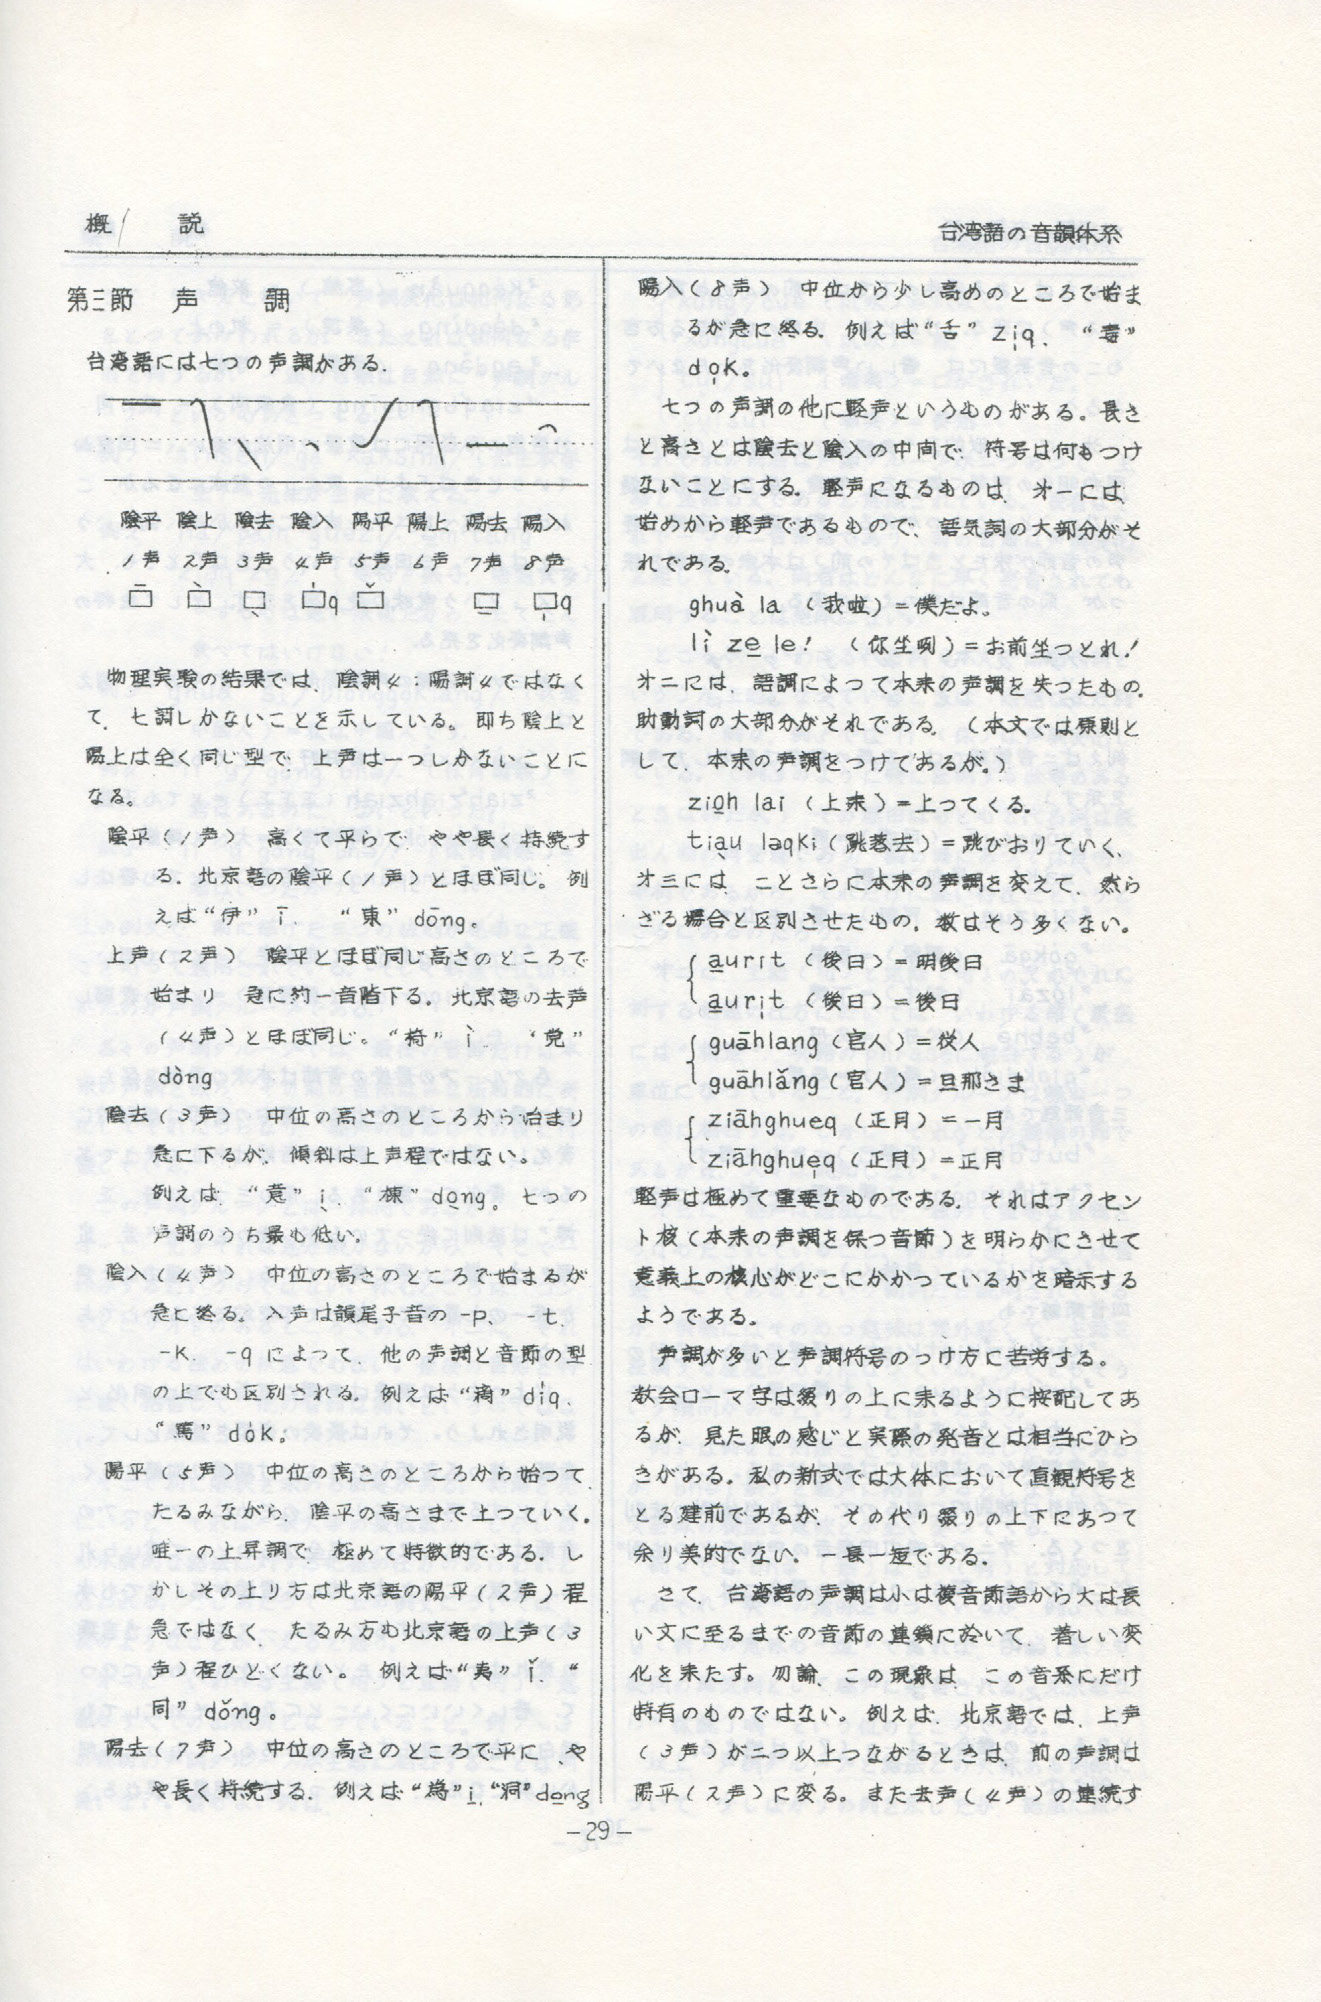 概 説
台湾語の音韻体系
第三節 声 調
台湾語には七つの声調がある.
陰平 陰上 陰去 陰入 陽平 陽上 陽去 陽入
1声 2声 3声 4声 5声 6声 7声 8声
物理実験の結果では、陰調4:陽調4ではなく
て、七調しかないことを示している。即ち陰上と
陽上は全く同じ型で、上声は一つしかないことに
なる。
陰平(1声) 高くて平らで、やや長く持続す
る。北京語の陰平(1声)とほぼ同じ。例
えば“伊” ī、 “東” dōng。
上声(2声) 陰平とほぼ同じ高さのところで
始まり 急に約一音階下る。北京語の去声
(4声)とほぼ同じ。“椅” ì、 “党”
dòng
陰去(3声) 中位の高さのところから始まり
急に下るが、傾斜は上声程ではない。
例えば、“意” i̖、“棟” do̖ng。七つの
声調のうち最も低い。
陰入(4声) 中位の高さのところで始まるが
急に終る。入声は韻尾子音の -p、 -t、
-k、 -q によって、他の声調と音節の型
の上でも区別される。例えば“滴” di̍q、
“篤” do̍k。
陽平(5声) 中位の高さのところから始って
たるみながら、陰平の高さまで上っていく。
唯一の上昇調で、極めて特徴的である。し
かしその上り方は北京語の陽平(2声)程
急ではなく、たるみ方も北京語の上声(3
声)程ひどくない。 例えば“夷” ǐ、“
同” dǒng。
陽去(7声) 中位の高さのところで平に、や
や長く持続する。例えば“為” i̱、“洞” do̱ng
陽入(8声) 中位から少し高めのところで始ま
るが急に終る。例えば“舌” zi̩q、 “毒”
do̩k。
七つの声調の他に軽声というものがある。長さ
と高さとは陰去と陰入の中間で、符号は何もつけ
ないことにする。軽声になるものは、オ一には、
始めから軽声であるもので、語気詞の大部分がそ
れである。
ghuà la (我啦)=僕だよ。
lì ze̱ le! (你坐咧)=お前坐っとれ!
オ二には、語調によって本来の声調を失ったもの。
助動詞の大部分がそれである。(本文では原則と
して、本来の声調をつけてあるが。)
zio̱h lai (上来)=上ってくる。
tia̖u la̩qki (跳落去)=跳びおりていく、
オ三には、ことさらに本来の声調を変えて、然ら
ざる場合と区別させたもの。数はそう多くない。
a̱urit (後日)=明後日
a̱uri̩t (後日)=後日
guāhlang (官人)=役人
guāhlǎng (官人)=旦那さま
ziāhghueq (正月)=一月
ziāhghue̩q (正月)=正月
軽声は極めて重要なものである。それはアクセン
ト核(本来の声調を保つ音節)を明らかにさせて
意義上の核心がどこにかかっているかを暗示する
ようである。
声調が多いと声調符号のつけ方に苦労する。
教会ローマ字は綴りの上に来るように按配してあ
るが、見た眼の感じと実際の発音とは相当にひら
きがある。私の新式では大体において直観符号を
とる建前であるが、その代り綴りの上下にあって
余り美的でない。一長一短である。
さて、台湾語の声調は小は複音節語から大は長
い文に至るまでの音節の連鎖に於いて、著しい変
化を来たす。勿論、この現象は、この音系にだけ
特有のものではない。例えば、北京語では、上声
(3声)が二つ以上つながるときは、前の声調は
陽平(2声)に変る。また去声(4声)の連続す
-29-